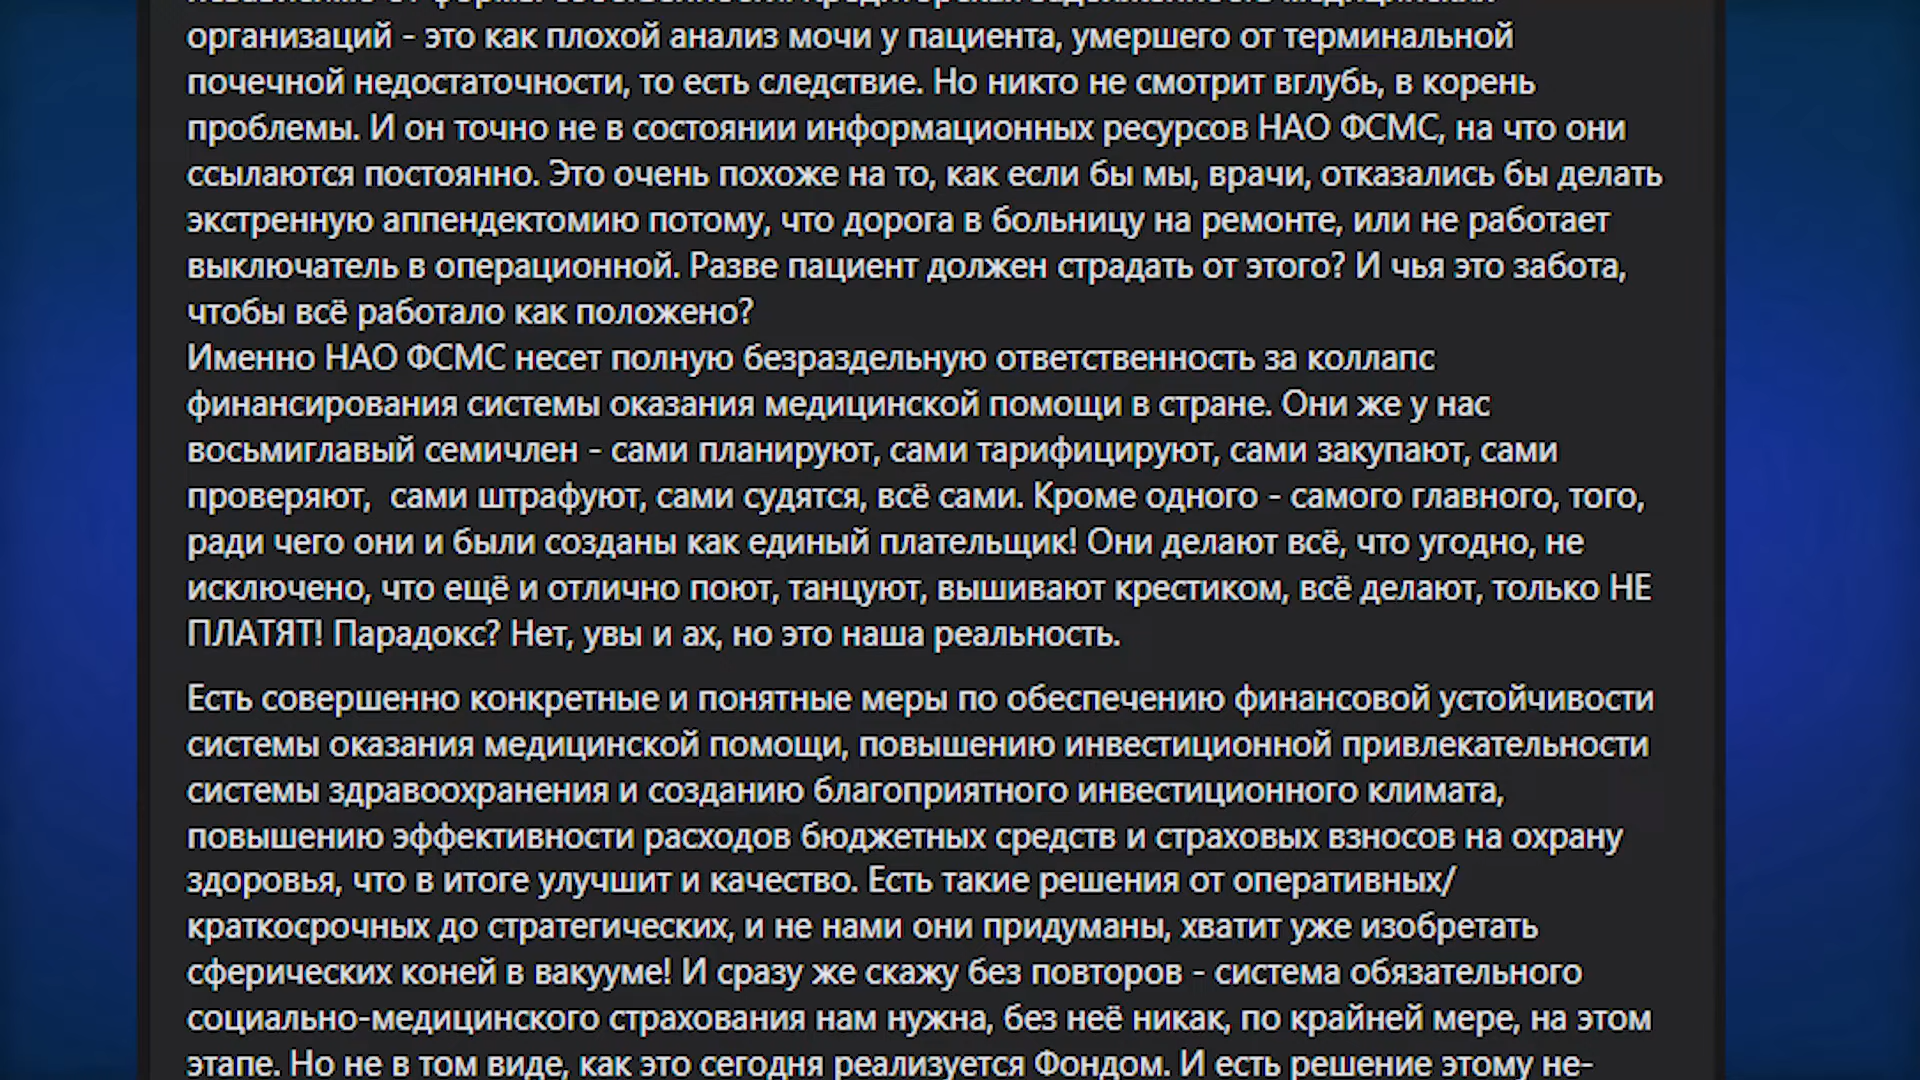 организаций - это как плохой анализ мочи у пациента, умершего от терминальной
почечной недостаточности, то есть следствие. Но никто не смотрит вглубь, в корень
проблемы. И он точно не в состоянии информационных ресурсов НАО ФСМС, на что они
ссылаются постоянно. Это очень похоже на то, как если бы мы, врачи, отказались бы делать
экстренную аппендектомию потому, что дорога в больницу на ремонте, или не работает
выключатель в операционной. Разве пациент должен страдать от этого? И чья это забота,
чтобы всё работало как положено?
Именно НАО ФСМС несет полную безраздельную ответственность за коллапс
финансирования системы оказания медицинской помощи в стране. Они же у нас
восьмиглавый семичлен - сами планируют, сами тарифицируют, сами закупают, сами
проверяют,  сами штрафуют, сами судятся, всё сами. Кроме одного - самого главного, того,
ради чего они и были созданы как единый плательщик! Они делают всё, что угодно, не
исключено, что ещё и отлично поют, танцуют, вышивают крестиком, всё делают, только НЕ
ПЛАТЯТ! Парадокс? Нет, увы и ах, но это наша реальность.
Есть совершенно конкретные и понятные меры по обеспечению финансовой устойчивости
системы оказания медицинской помощи, повышению инвестиционной привлекательности
системы здравоохранения и созданию благоприятного инвестиционного климата,
повышению эффективности расходов бюджетных средств и страховых взносов на охрану
здоровья, что в итоге улучшит и качество. Есть такие решения от оперативных/
краткосрочных до стратегических, и не нами они придуманы, хватит уже изобретать
сферических коней в вакууме! И сразу же скажу без повторов - система обязательного
социально-медицинского страхования нам нужна, без неё никак, по крайней мере, на этом
этапе. Но не в том виде, как это сегодня реализуется Фондом. И есть решение этому не-